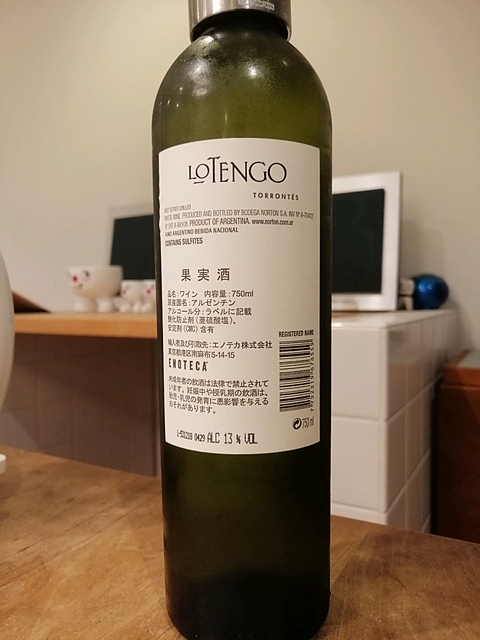 LoTENGO
TORRONTÉS
BEST SERVED CHILLED
WHITE WINE. PRODUCED AND BOTTLED BY BODEGA NORTON S.A. INV Nº
PRODUCT OF ARGENTINA. www.norton.com.ar
VINO ARGENTINO BEBIDA NACIONAL
CONTAINS SULFITES
果実酒
品名:ワイン 内容量:750ml
原産国名:アルゼンチン
アルコール分:ラベルに記載
酸化防止剤(亜硫酸塩)、
安定剤(CMC)含有
輸入者及び引取先:エノテカ株式会社
東京都港区南麻布5-14-15
ENOTECA
未成年者の飲酒は法律で禁止されて
います。妊娠中や授乳期の飲酒は、
胎児・乳児の発育に悪影響を与える
おそれがあります。
REGISTERED NAME
750ml
L-501218 0429 ALC 13 % VOL